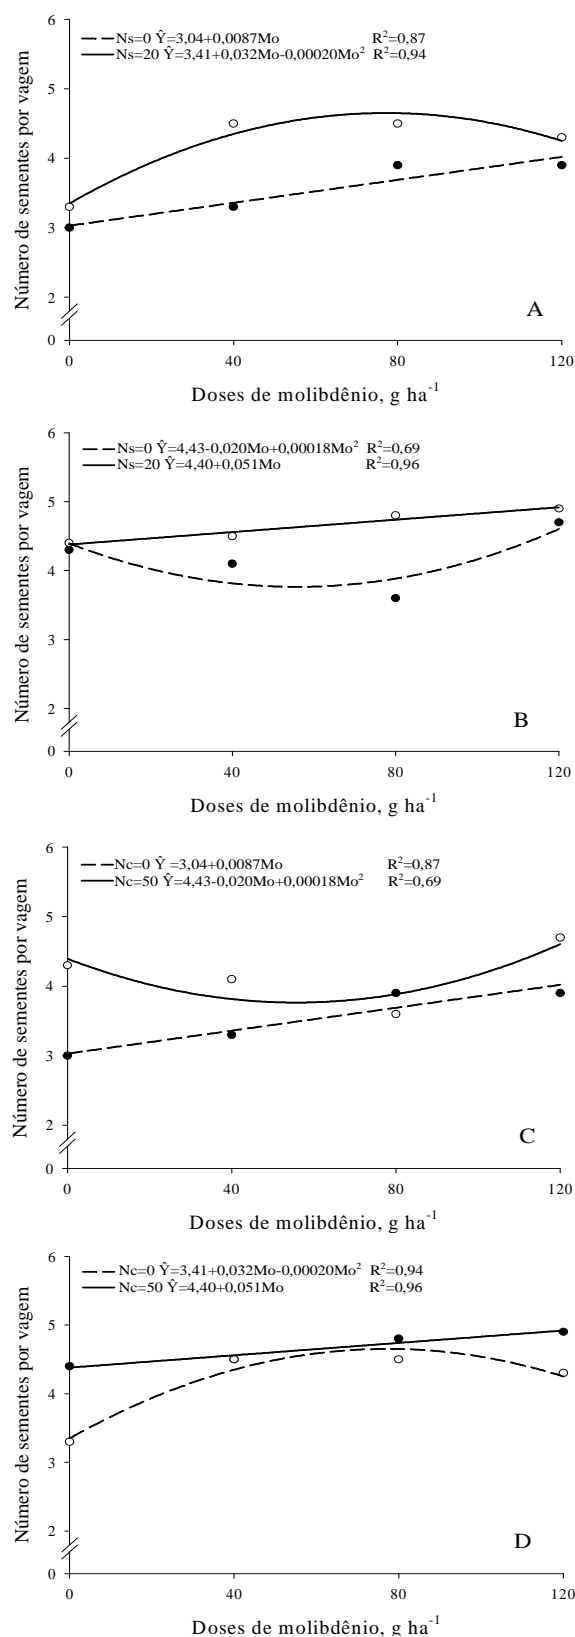 6
Ns=0 Ŷ=3,04+0,0087Mo R²=0,87
Ns=20 Ŷ=3,41+0,032Mo-0,00020Mo² R²=0,94
5
4
3
2
0
Número de sementes por vagem
A
0 40 80 120
Doses de molibdênio, g ha⁻¹
6
Ns=0 Ŷ=4,43-0,020Mo+0,00018Mo² R²=0,69
Ns=20 Ŷ=4,40+0,051Mo R²=0,96
5
4
3
2
0
Número de sementes por vagem
B
0 40 80 120
Doses de molibdênio, g ha⁻¹
6
Nc=0 Ŷ =3,04+0,0087Mo R²=0,87
Nc=50 Ŷ=4,43-0,020Mo+0,00018Mo² R²=0,69
5
4
3
2
0
Número de sementes por vagem
C
0 40 80 120
Doses de molibdênio, g ha⁻¹
6
Nc=0 Ŷ=3,41+0,032Mo-0,00020Mo² R²=0,94
Nc=50 Ŷ=4,40+0,051Mo R²=0,96
5
4
3
2
0
Número de sementes por vagem
D
0 40 80 120
Doses de molibdênio, g ha⁻¹